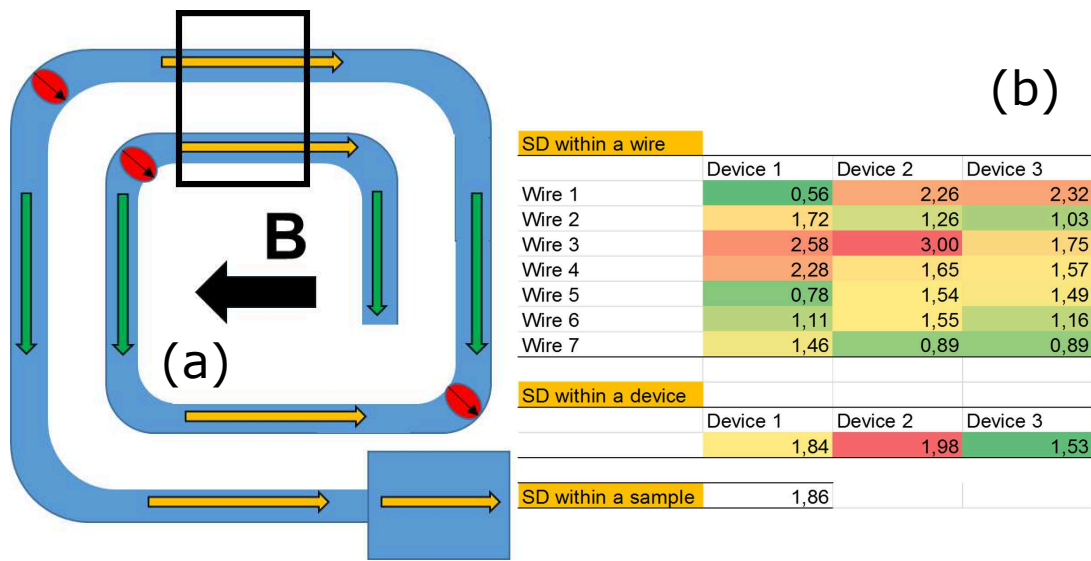 (a)
B
(b)
SD within a wire
Device 1 Device 2 Device 3
Wire 1 0,56 2,26 2,32
Wire 2 1,72 1,26 1,03
Wire 3 2,58 3,00 1,75
Wire 4 2,28 1,65 1,57
Wire 5 0,78 1,54 1,49
Wire 6 1,11 1,55 1,16
Wire 7 1,46 0,89 0,89
SD within a device
Device 1 Device 2 Device 3
1,84 1,98 1,53
SD within a sample 1,86